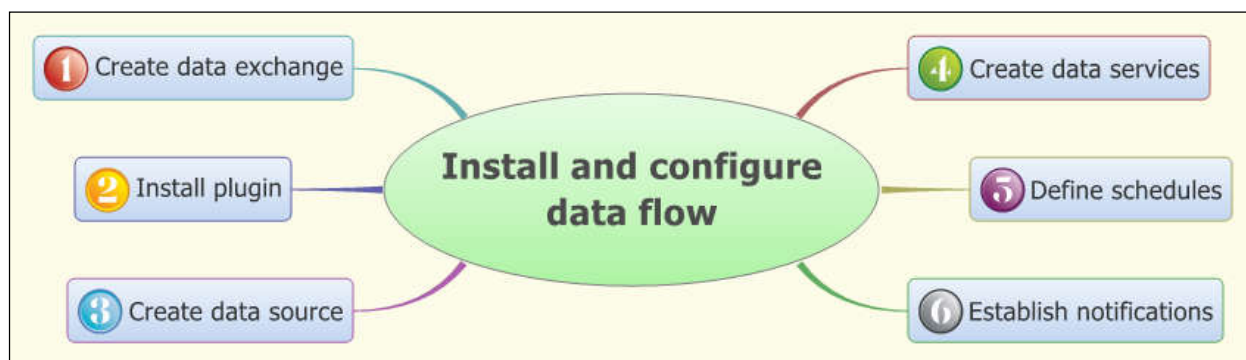 1 Create data exchange
2 Install plugin
3 Create data source
Install and configure
data flow
4 Create data services
5 Define schedules
6 Establish notifications